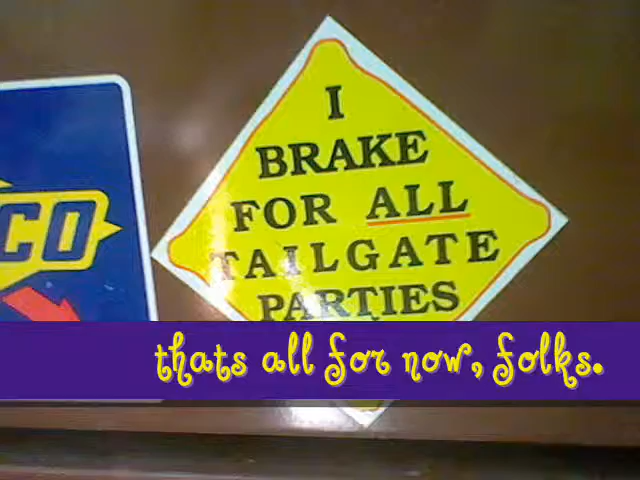 I
BRAKE
FOR ALL
TAILGATE
PARTIES
CO
thats all for now, folks.